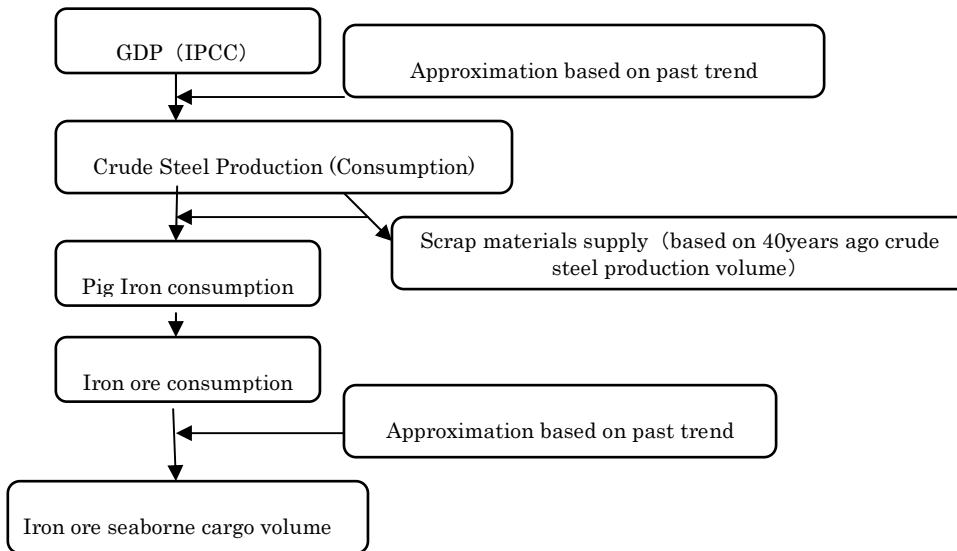 GDP（IPCC）
Approximation based on past trend
Crude Steel Production (Consumption)
Scrap materials supply（based on 40years ago crude
steel production volume）
Pig Iron consumption
Iron ore consumption
Approximation based on past trend
Iron ore seaborne cargo volume